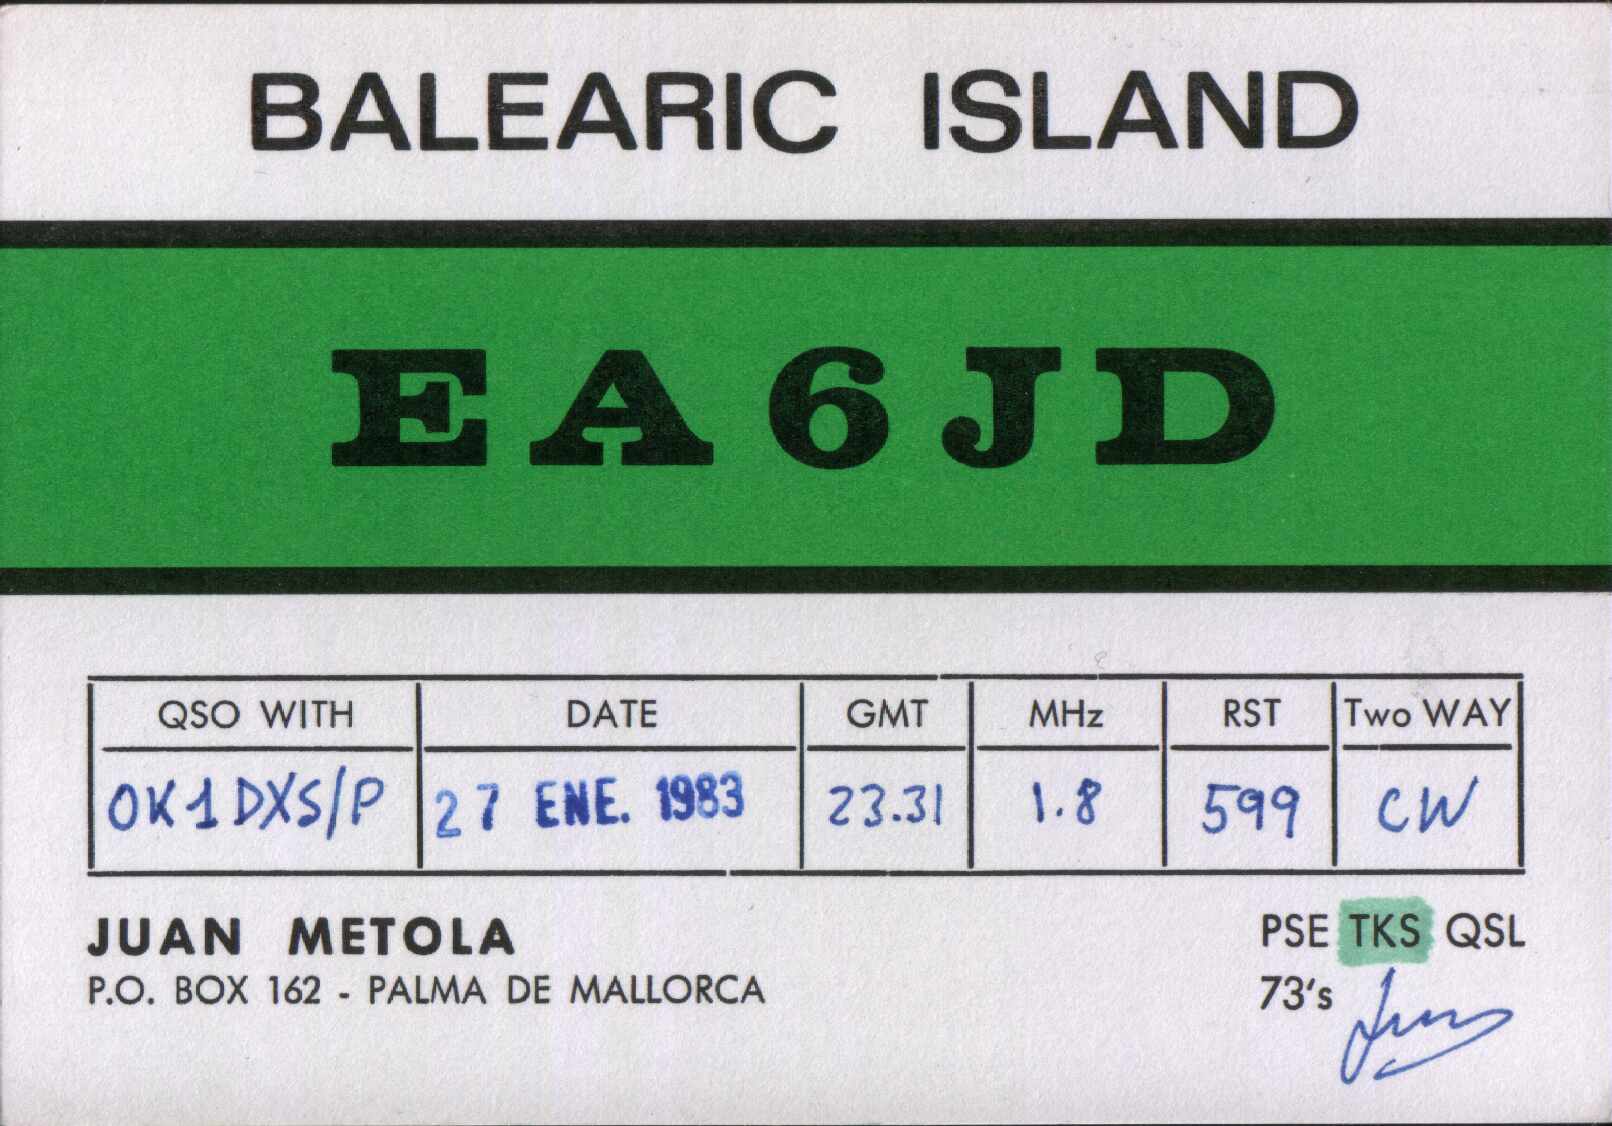 BALEARIC ISLAND
EA6JD
QSO WITH DATE GMT MHz RST Two WAY
OK1DXS/P 27 ENE. 1983 23.31 1.8 599 CW
JUAN METOLA
P.O. BOX 162 - PALMA DE MALLORCA
PSE TKS QSL
73's